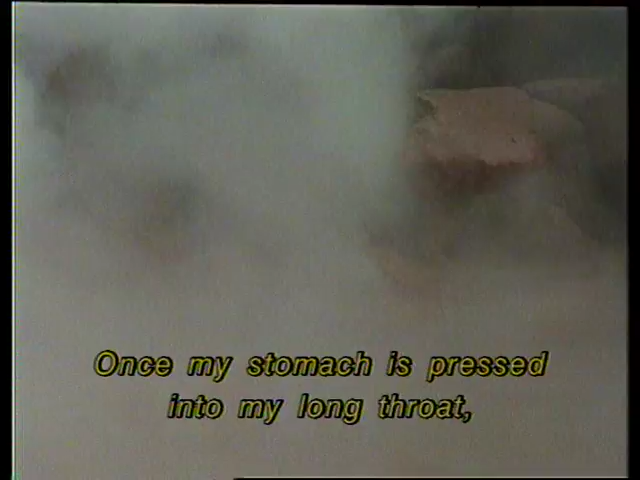 Once my stomach is pressed
into my long throat,